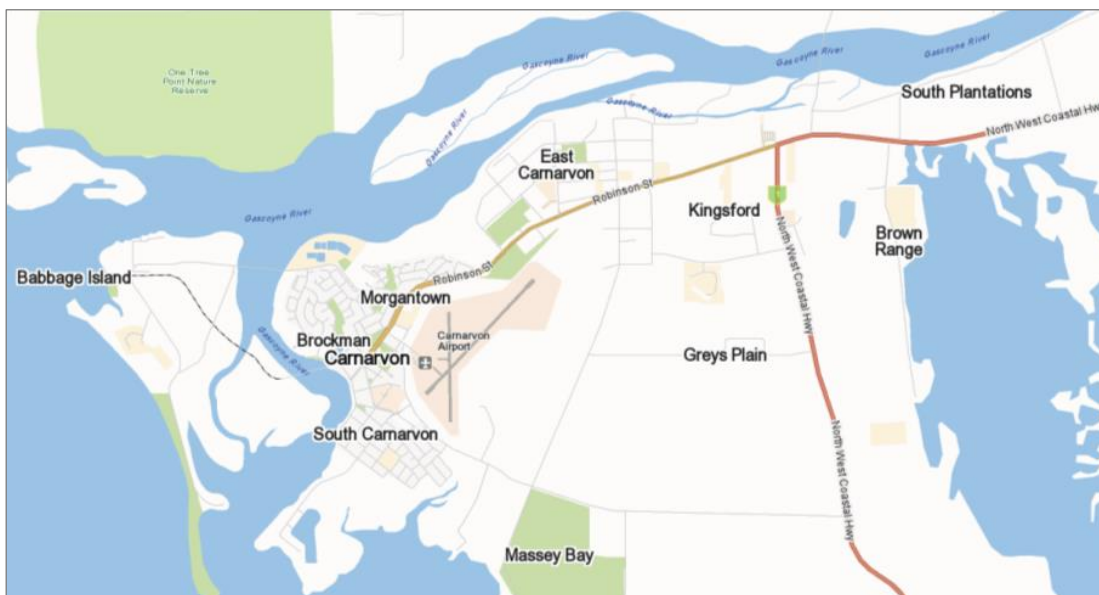 Gascoyne River
Gascoyne River
Gascoyne River
One Tree
Point Nature
Reserve
Gascoyne River
South Plantations
Gascoyne River
North West Coastal Hwy
East
Carnarvon
Robinson St
Kingsford
Gascoyne River
Brown
Range
North West Coastal Hwy
Babbage Island
Robinson St
Morgantown
Brockman
Carnarvon
Airport
Carnarvon
Gascoyne River
Greys Plain
South Carnarvon
North West Coastal Hwy
Massey Bay